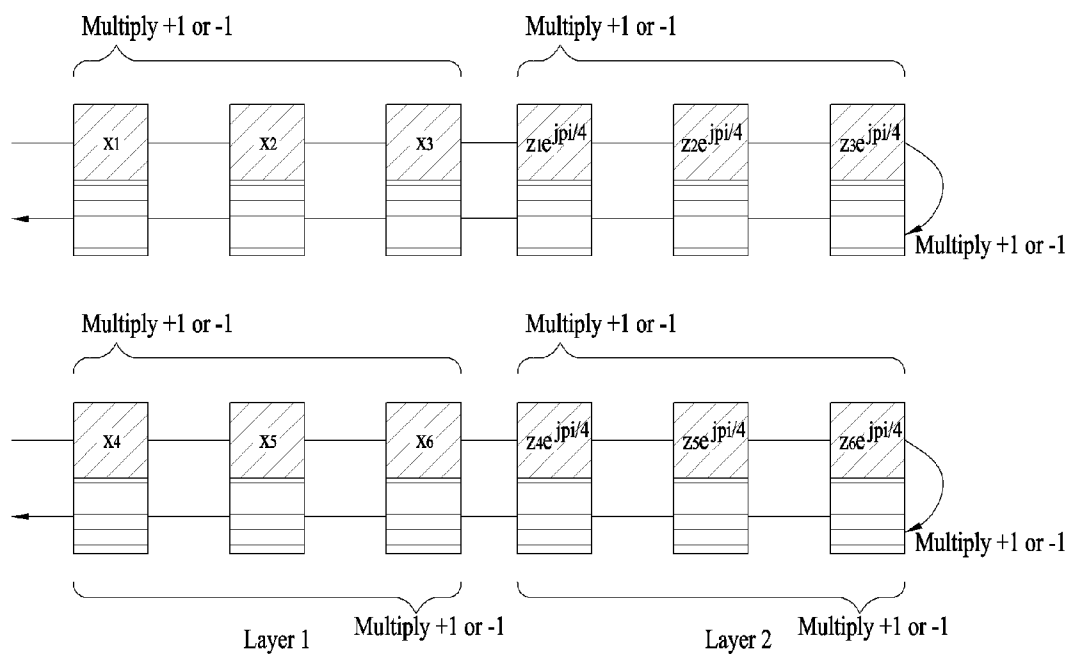 Multiply +1 or -1
Multiply +1 or -1
x1
x2
x3
z1e jpi/4
z2e jpi/4
z3e jpi/4
Multiply +1 or -1
Multiply +1 or -1
Multiply +1 or -1
x4
x5
x6
z4e jpi/4
z5e jpi/4
z6e jpi/4
Multiply +1 or -1
Multiply +1 or -1
Multiply +1 or -1
Layer 1
Layer 2